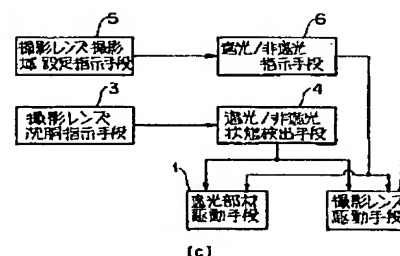 5
撮影レンズ撮影
域設定指示手段
6
遮光/非遮光
指示手段
3
撮影レンズ
沈胴指示手段
4
遮光/非遮光
状態検出手段
1
遮光部材
駆動手段
撮影レンズ
駆動手段
(c)